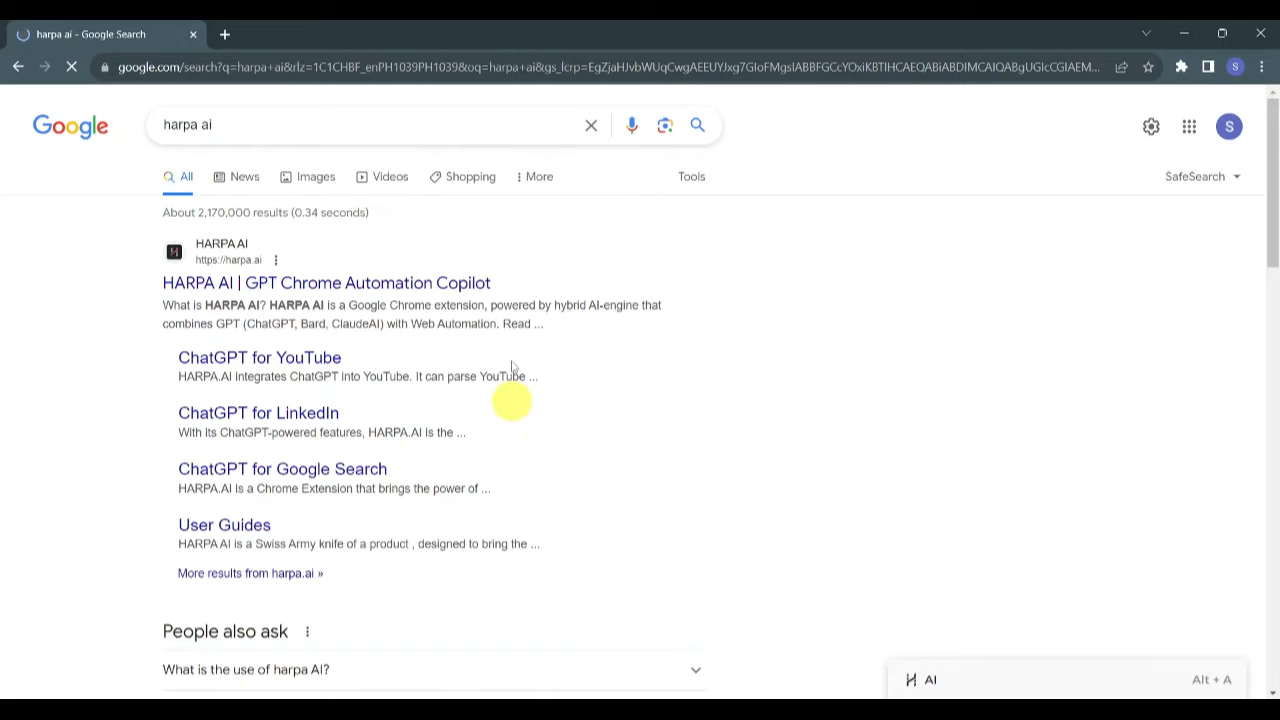 harpa ai - Google Search
google.com/search?q=harpa+ai&rlz=1C1CHBF_enPH1039PH1039&oq=harpa+ai&gs_lcrp=
S
Google
harpa ai
S
All
News
Images
Videos
Shopping
More
Tools
SafeSearch
About 2,170,000 results (0.34 seconds)
HARPA AI
https://harpa.ai
HARPA AI | GPT Chrome Automation Copilot
What is HARPA AI? HARPA AI is a Google Chrome extension, powered by hybrid AI-engine that
combines GPT (ChatGPT, Bard, ClaudeAI) with Web Automation. Read ...
ChatGPT for YouTube
HARPA.AI integrates ChatGPT into YouTube. It can parse YouTube ...
ChatGPT for LinkedIn
With its ChatGPT-powered features, HARPA.AI is the ...
ChatGPT for Google Search
HARPA.AI is a Chrome Extension that brings the power of ...
User Guides
HARPA AI is a Swiss Army knife of a product , designed to bring the ...
More results from harpa.ai »
People also ask
What is the use of harpa AI?
AI
Alt + A